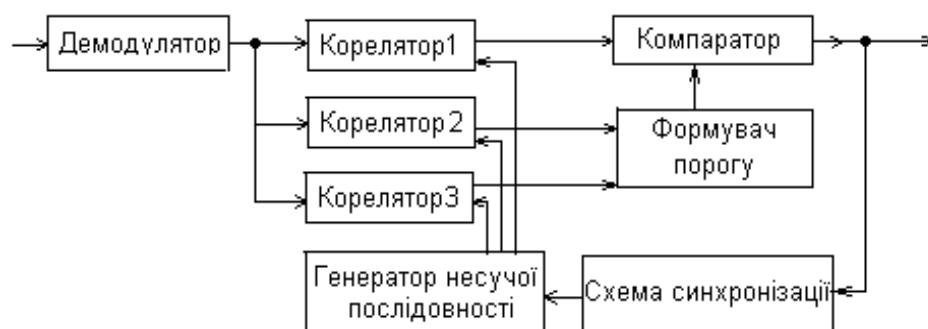 Демодулятор
Корелятор1
Компаратор
Корелятор2
Формувач
порогу
Корелятор3
Генератор несучої
послідовності
Схема синхронізації